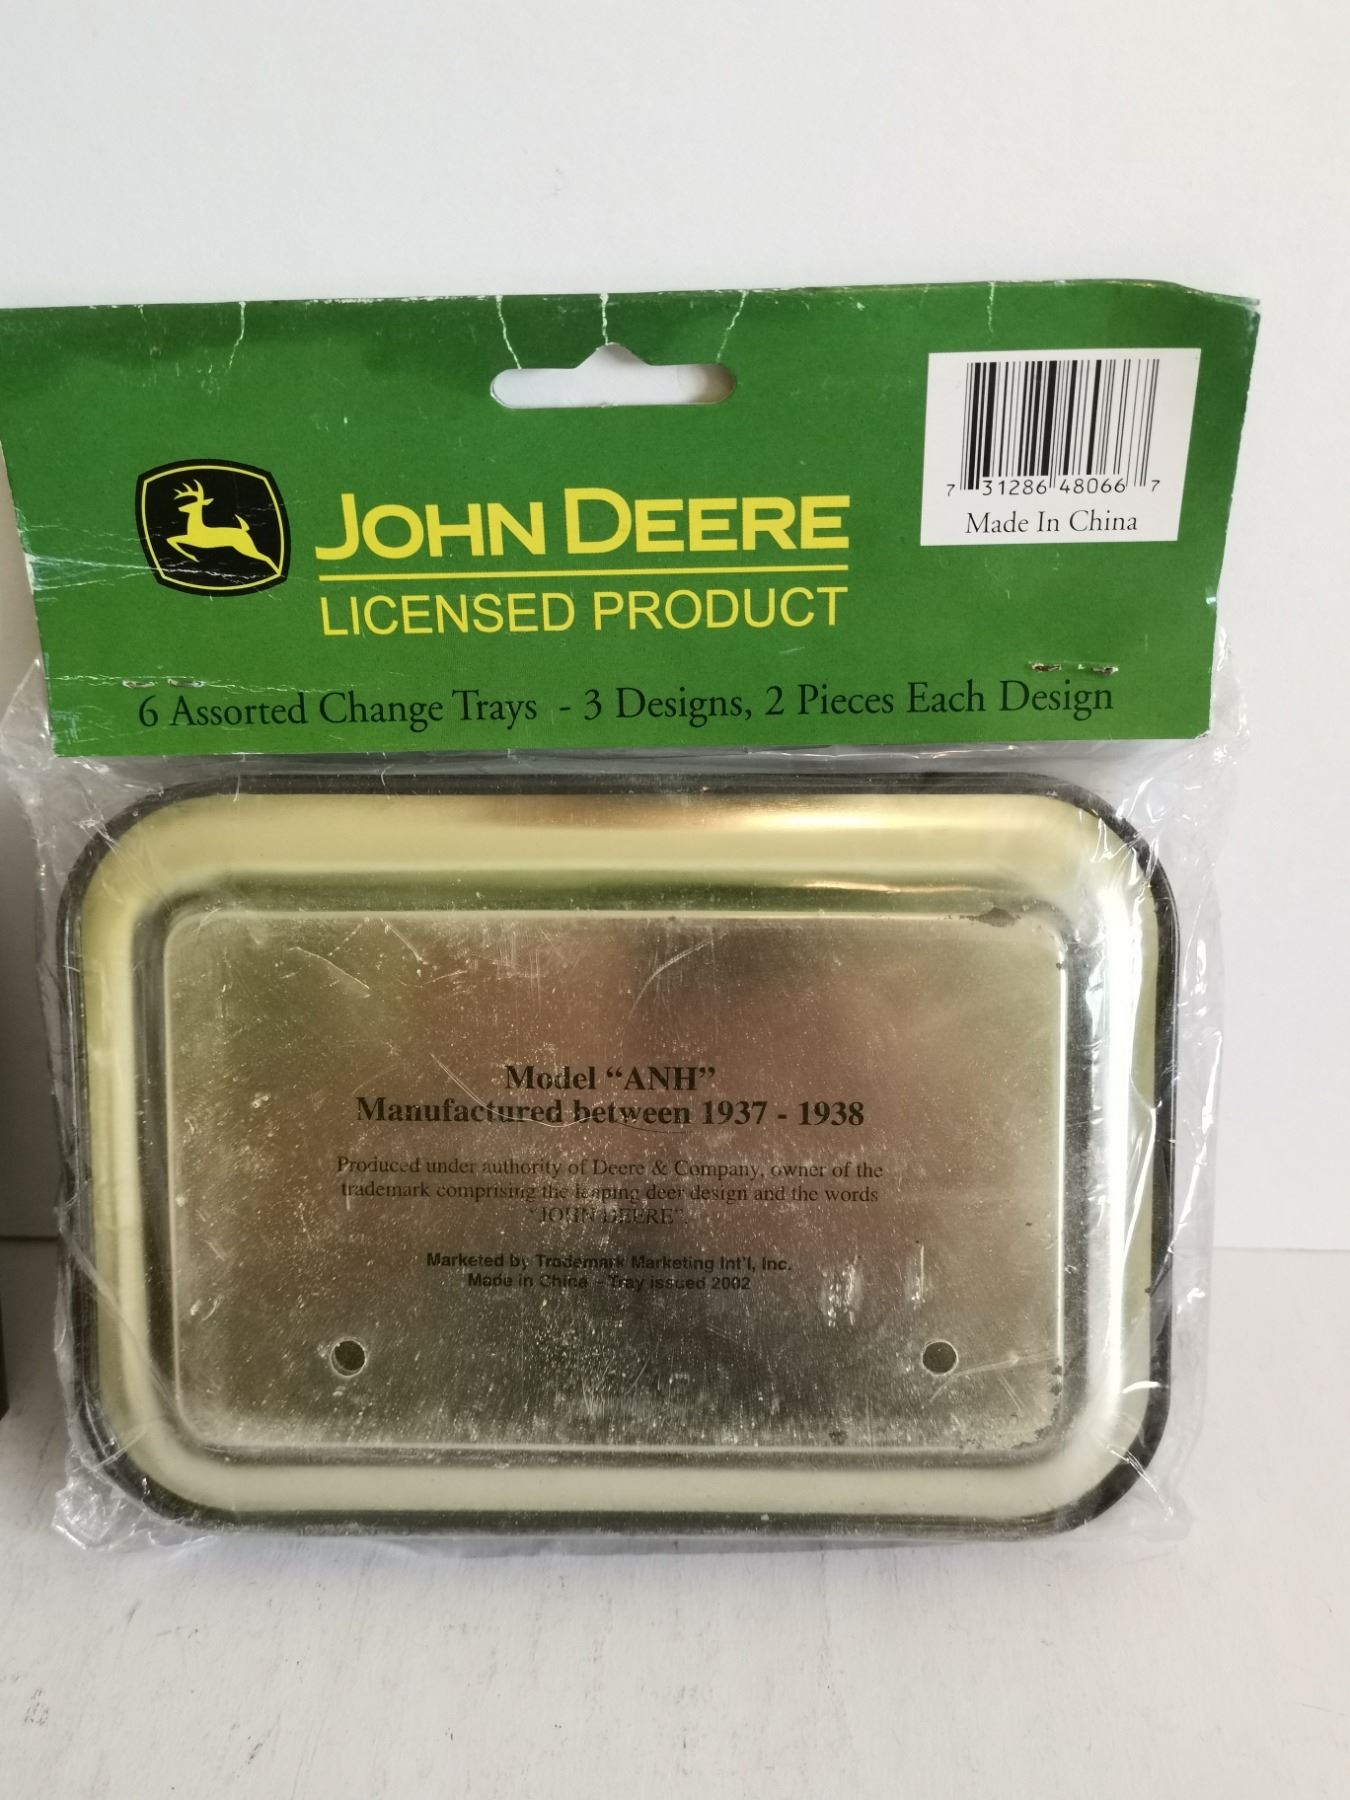 JOHN DEERE
LICENSED PRODUCT
7 31286 48066 7
Made In China
6 Assorted Change Trays - 3 Designs, 2 Pieces Each Design
Model “ANH”
Manufactured between 1937 - 1938
Produced under authority of Deere & Company, owner of the
trademark comprising the leaping deer design and the words
"JOHN DEERE".
Marketed by Trademark Marketing Int'l, Inc.
Made in China - Tray issued 2002